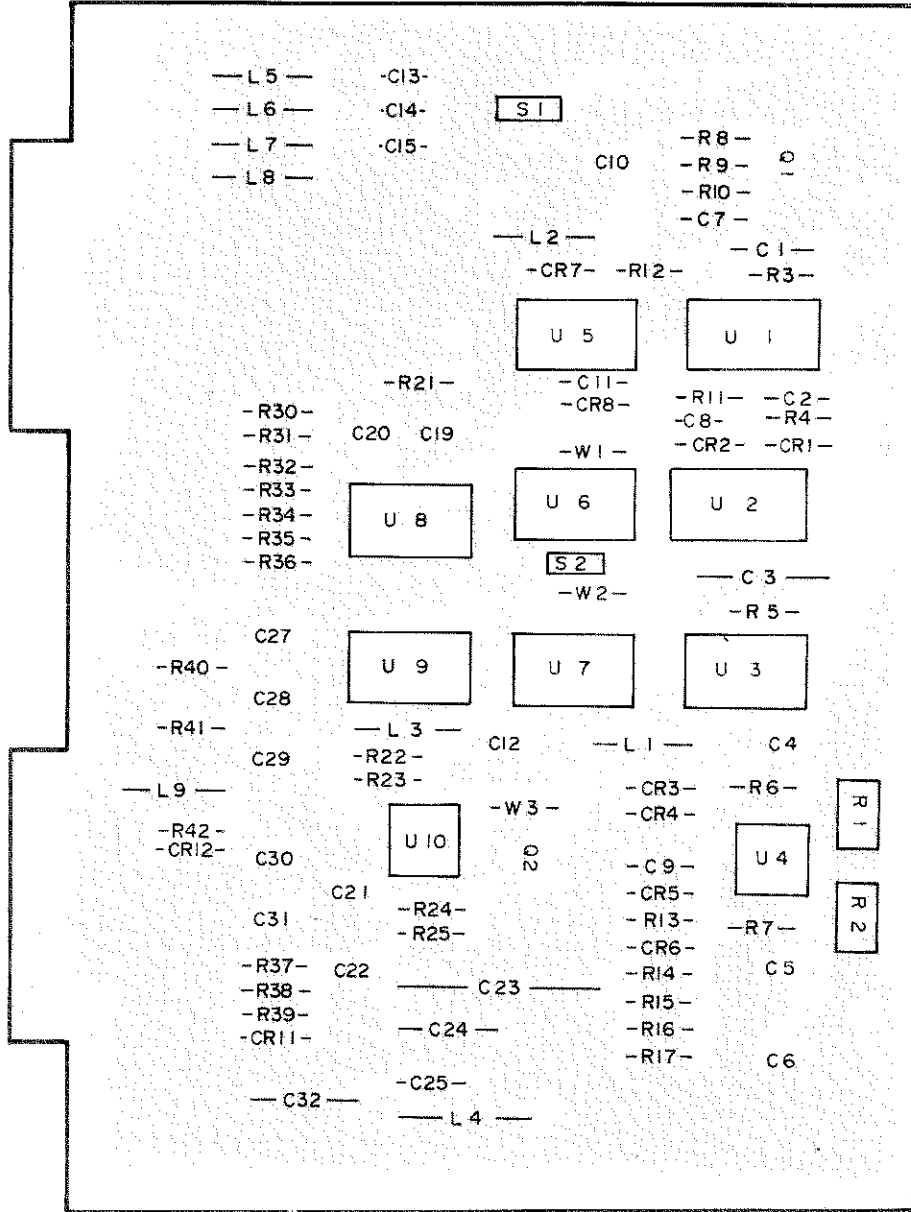 L5 C13
L6 C14 S1
L7 C15 R8 Q1
L8 C10 R9
R10
C7
L2 C1
CR7 R12 R3
U5 U1
R21 C11 R11 C2
R30 CR8 C8 R4
R31 C20 C19 W1 CR2 CR1
R32
R33 U8 U6 U2
R34
R35
R36 S2 C3
W2 R5
C27
R40 U9 U7 U3
C28
R41 L3 C12 L1 C4
C29 R22
R23 CR3 R6
L9 W3 CR4 R1
R42 U10
CR12 C30 Q2 C9 U4
C21 CR5
C31 R24 R13 R7 R2
R25 CR6
R37 C22 R14 C5
R38 C23 R15
R39 C24 R16
CR11 R17 C6
C25
C32 L4